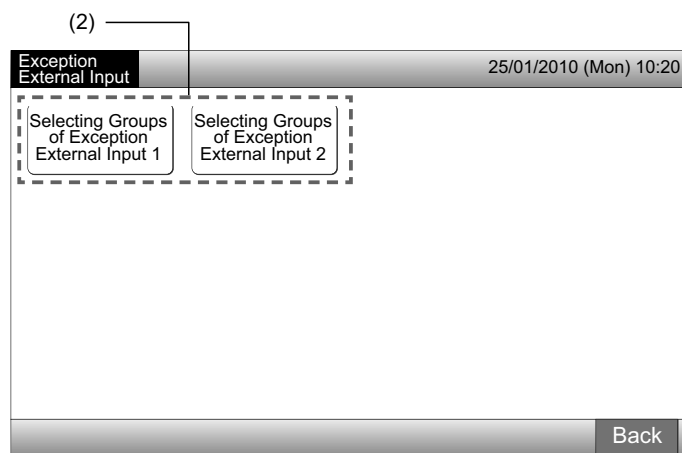 (2)
Exception
External Input
25/01/2010 (Mon) 10:20
Selecting Groups
of Exception
External Input 1
Selecting Groups
of Exception
External Input 2
Back